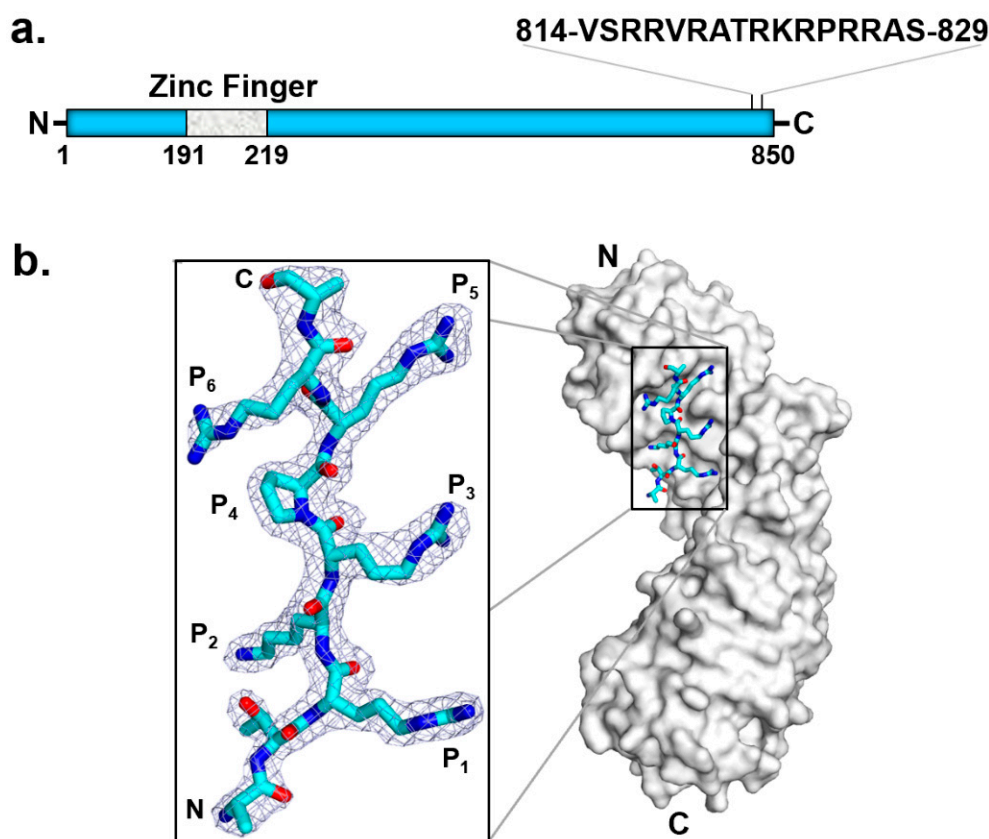 a.
814-VSRRVRATRKRPRRAS-829
Zinc Finger
N
C
1
191
219
850
b.
C
P5
P6
P4
P3
P2
P1
N
N
C